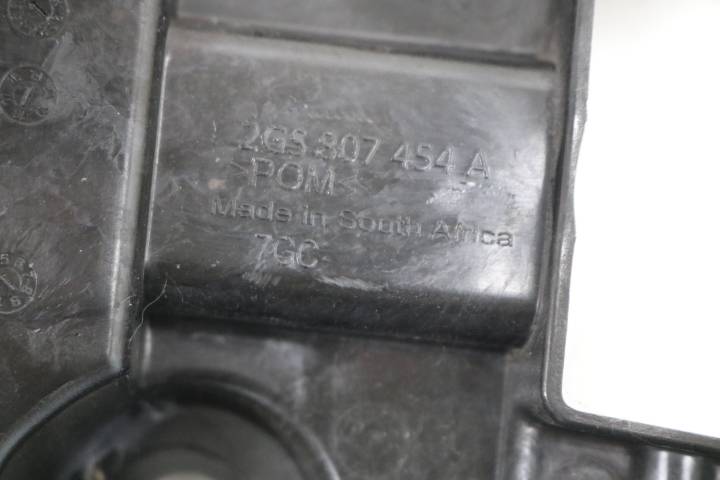 2GS 807 454 A
>POM<
Made in South Africa
7GC